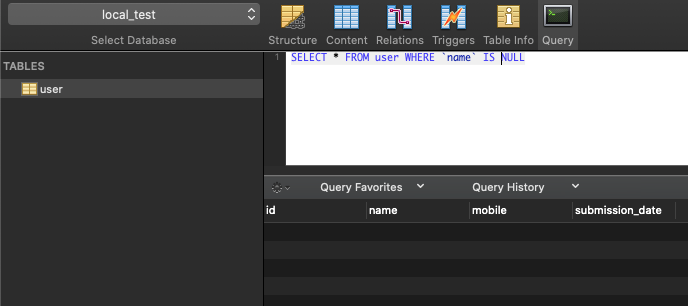 local_test
Select Database
Structure Content Relations Triggers Table Info Query
TABLES
user
1 SELECT * FROM user WHERE `name` IS NULL
Query Favorites Query History
id name mobile submission_date